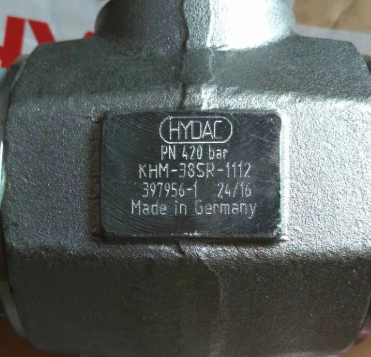 HYDAC
PN 420 bar
KHM-38SR-1112
397956-1 24/16
Made in Germany